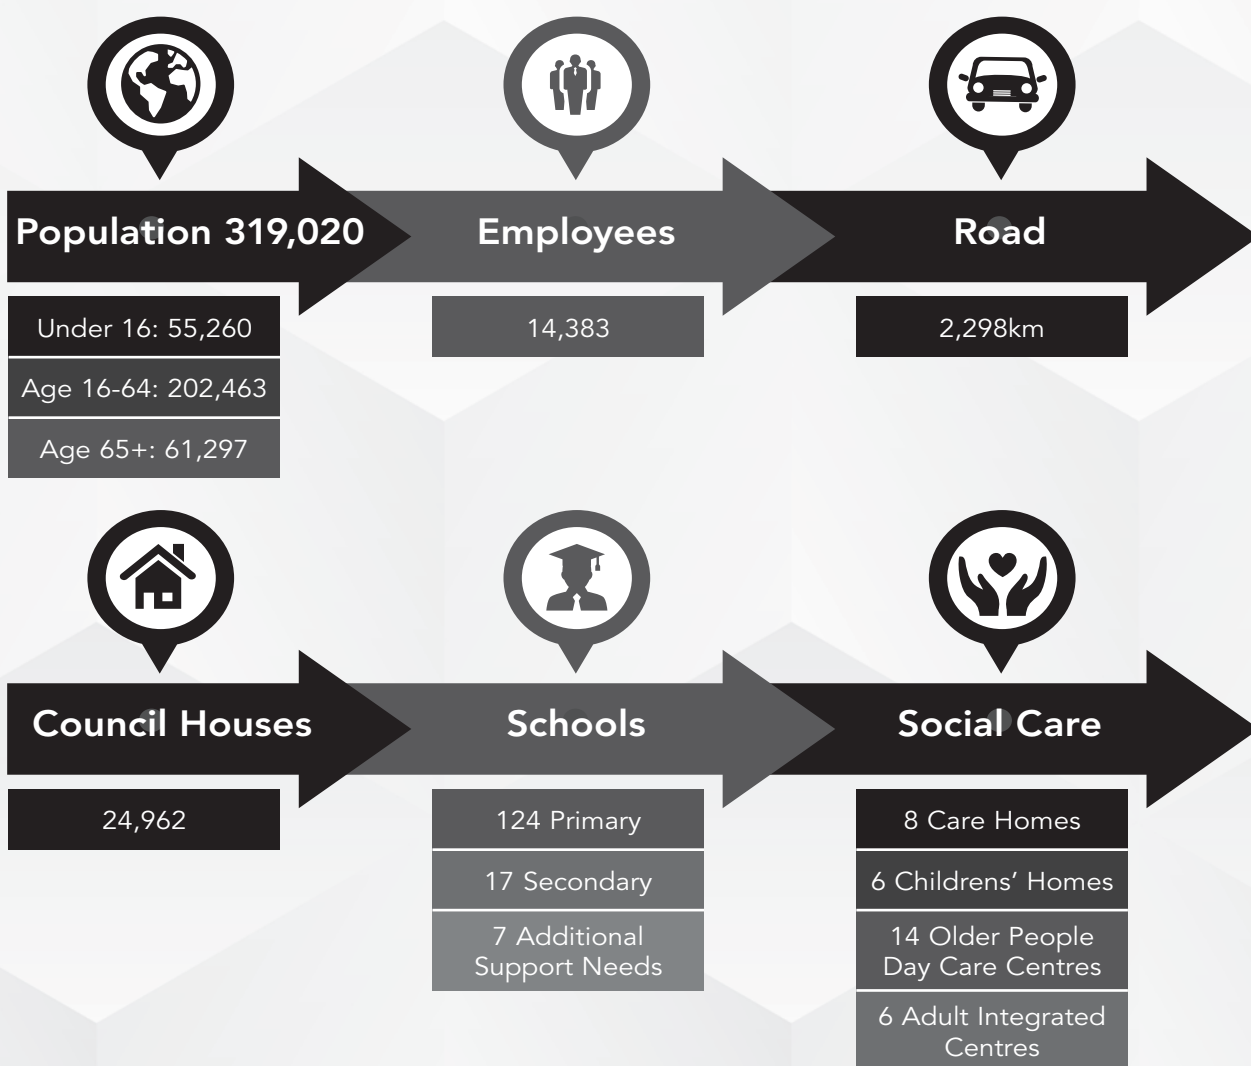 Population 319,020
Under 16: 55,260
Age 16-64: 202,463
Age 65+: 61,297
Employees
14,383
Road
2,298km
Council Houses
24,962
Schools
124 Primary
17 Secondary
7 Additional
Support Needs
Social Care
8 Care Homes
6 Childrens’ Homes
14 Older People
Day Care Centres
6 Adult Integrated
Centres